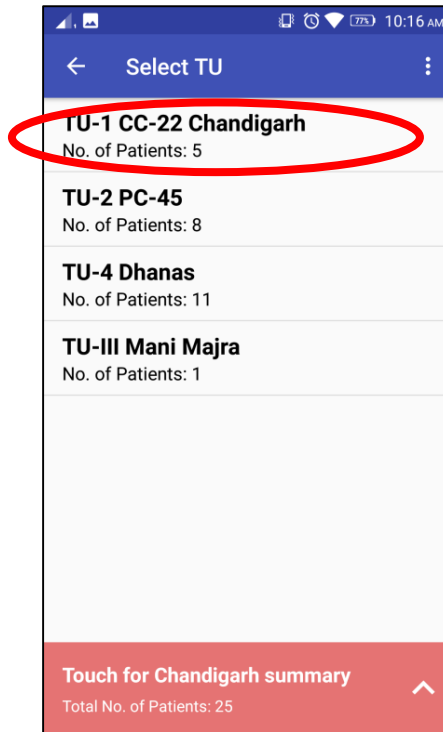 77% 10:16 AM
Select TU
TU-1 CC-22 Chandigarh
No. of Patients: 5
TU-2 PC-45
No. of Patients: 8
TU-4 Dhanas
No. of Patients: 11
TU-III Mani Majra
No. of Patients: 1
Touch for Chandigarh summary
Total No. of Patients: 25